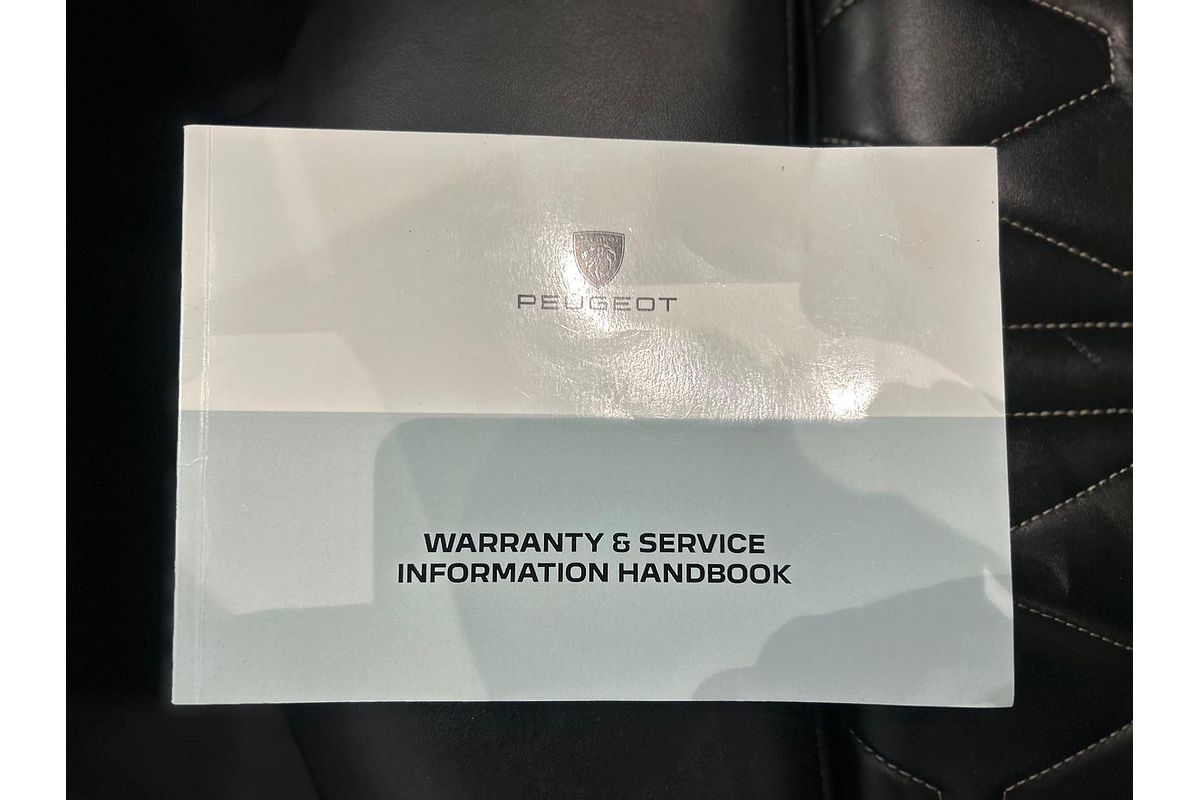 PEUGEOT
WARRANTY & SERVICE
INFORMATION HANDBOOK